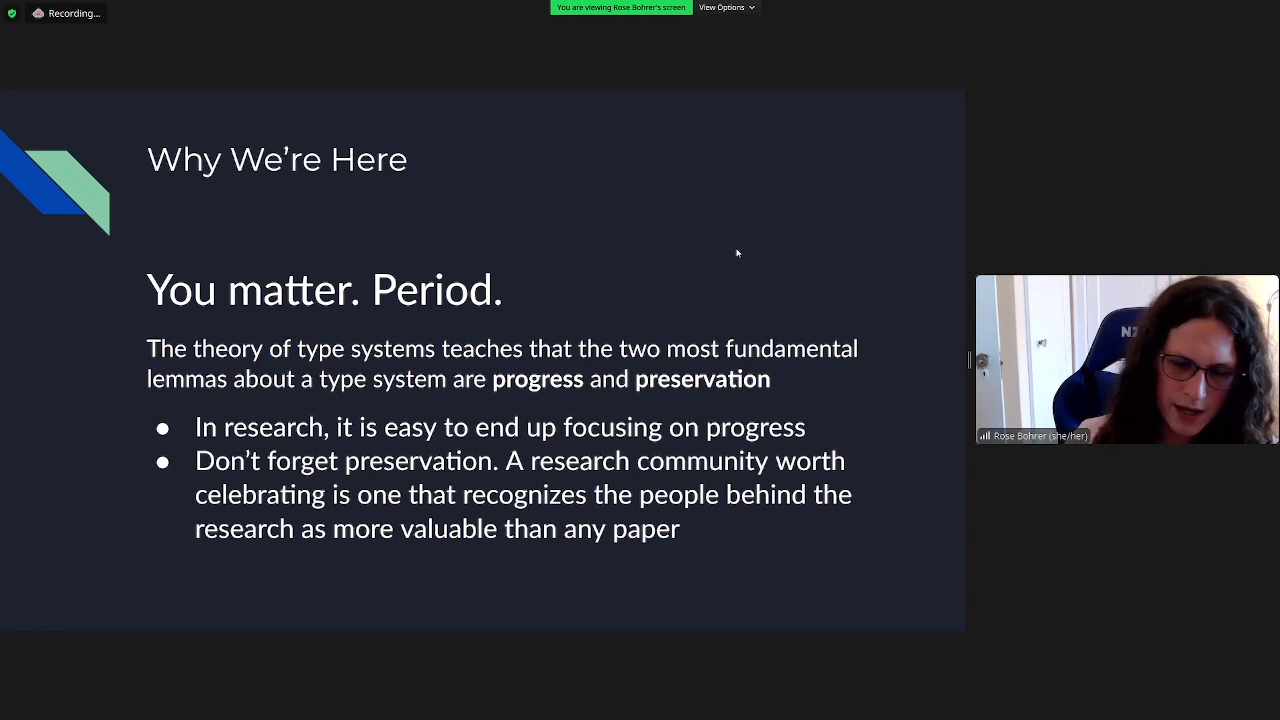 Recording...
You are viewing Rose Bohrer's screen
View Options
Why We're Here
You matter. Period.
The theory of type systems teaches that the two most fundamental
lemmas about a type system are progress and preservation
● In research, it is easy to end up focusing on progress
● Don't forget preservation. A research community worth
celebrating is one that recognizes the people behind the
research as more valuable than any paper
NZ
Rose Bohrer (she/her)